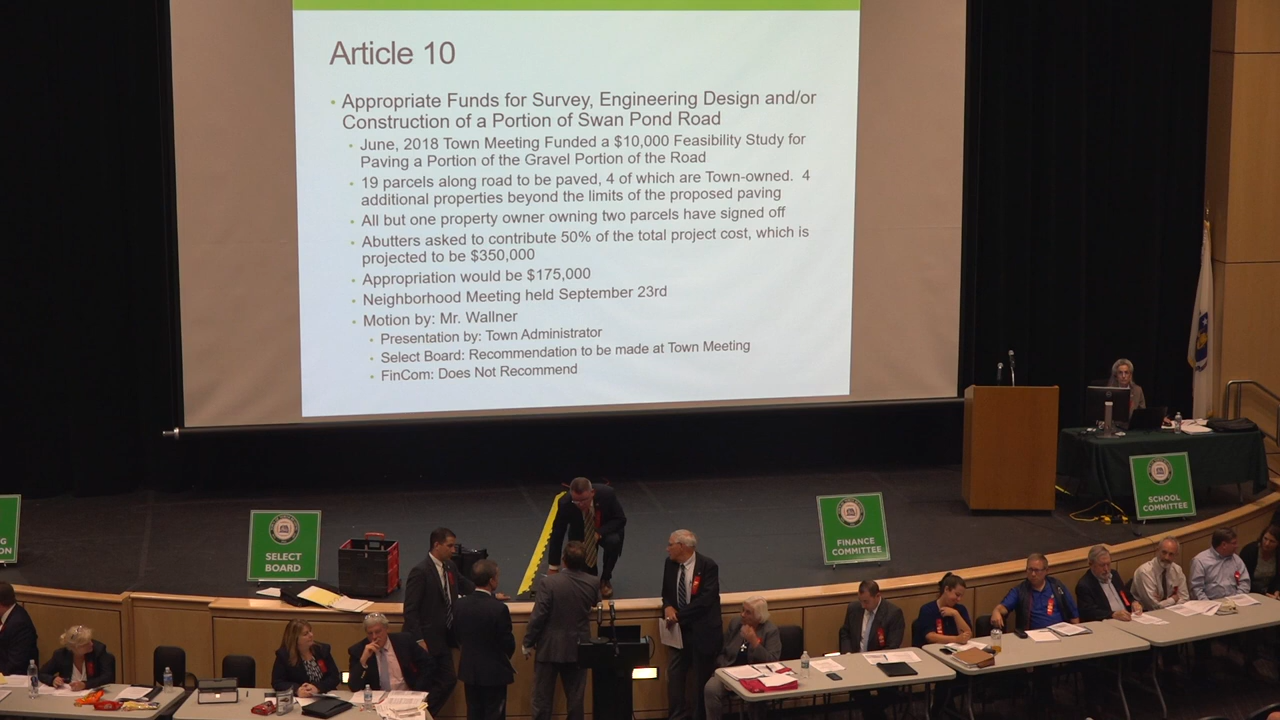 Article 10
• Appropriate Funds for Survey, Engineering Design and/or
Construction of a Portion of Swan Pond Road
• June, 2018 Town Meeting Funded a $10,000 Feasibility Study for
Paving a Portion of the Gravel Portion of the Road
• 19 parcels along road to be paved, 4 of which are Town-owned. 4
additional properties beyond the limits of the proposed paving
• All but one property owner owning two parcels have signed off
• Abutters asked to contribute 50% of the total project cost, which is
projected to be $350,000
• Appropriation would be $175,000
• Neighborhood Meeting held September 23rd
• Motion by: Mr. Wallner
• Presentation by: Town Administrator
• Select Board: Recommendation to be made at Town Meeting
• FinCom: Does Not Recommend
SELECT
BOARD
FINANCE
COMMITTEE
SCHOOL
COMMITTEE
G
ON